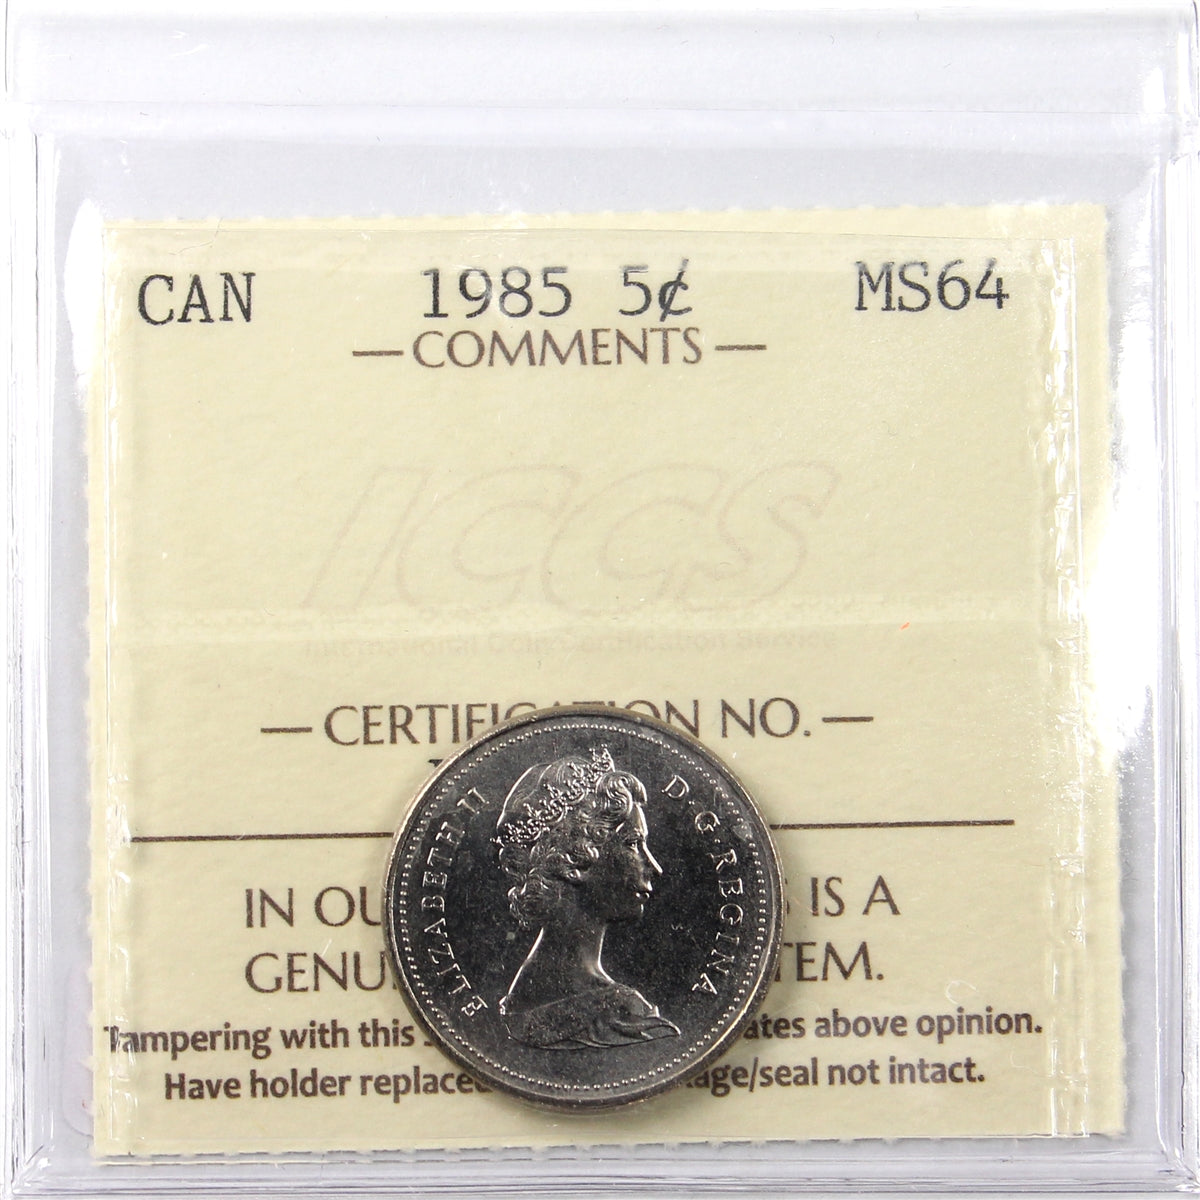 CAN 1985 5¢ MS64
— COMMENTS —
ICCS
International Coin Certification Service
— CERTIFICATION NO. —
IN OU S IS A
GENU TEM.
Tampering with this ates above opinion.
Have holder replaced age/seal not intact.
ELIZABETH II D·G·REGINA